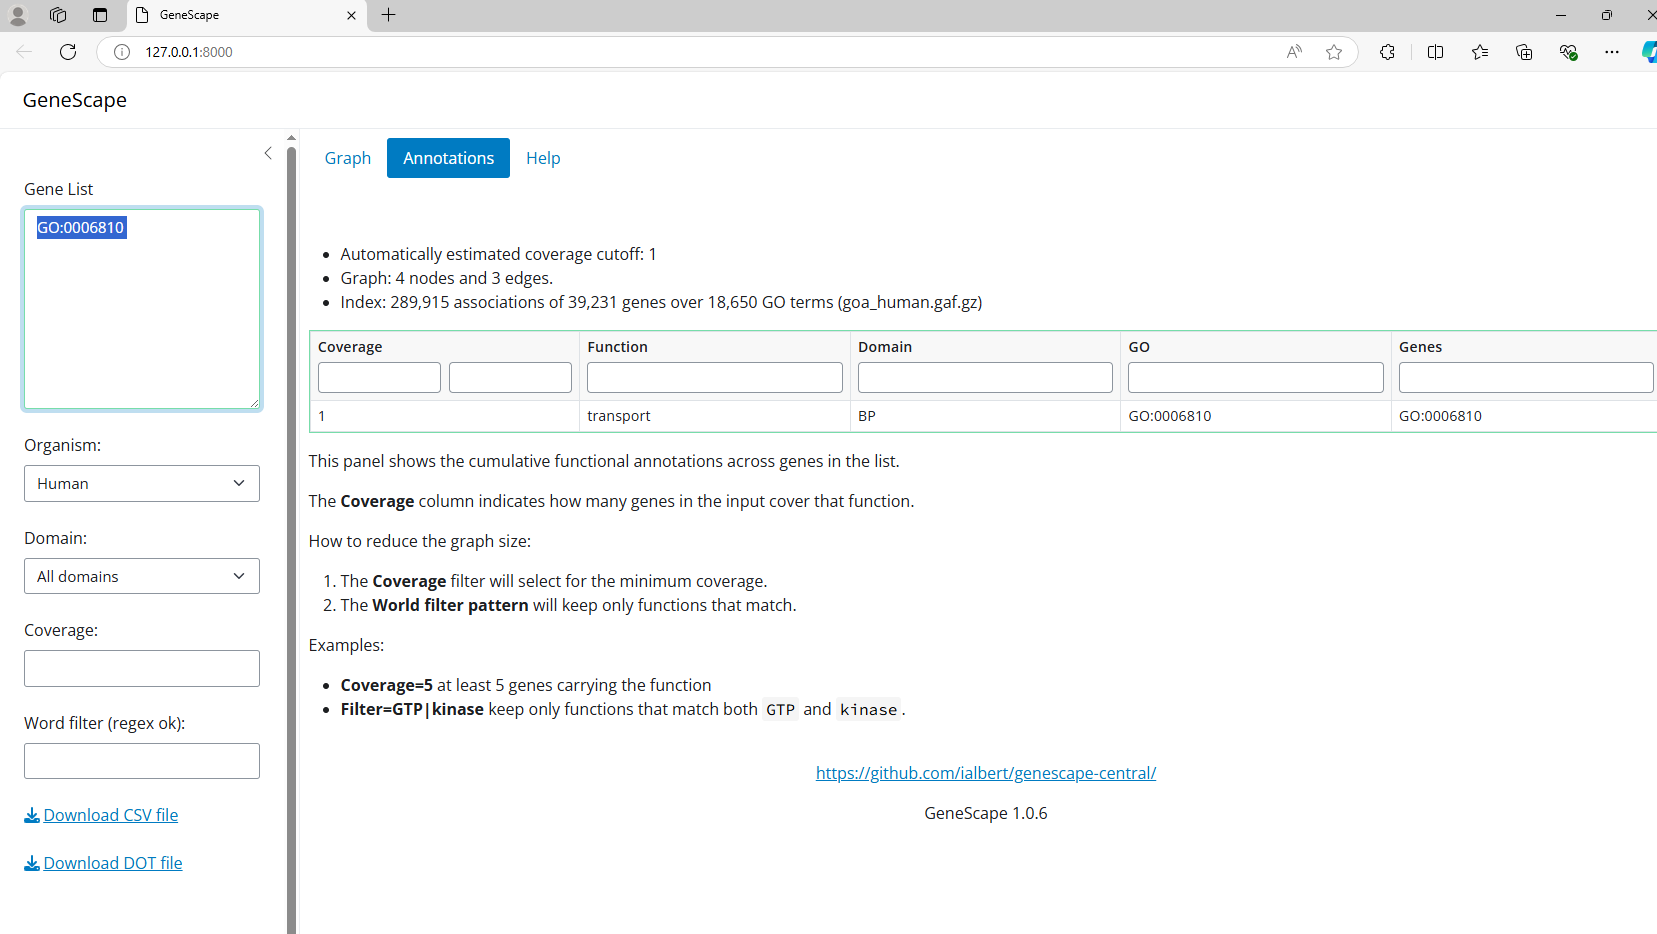 GeneScape
127.0.0.1:8000
GeneScape
Graph Annotations Help
Gene List
GO:0006810
Organism:
Human
Domain:
All domains
Coverage:
Word filter (regex ok):
Download CSV file
Download DOT file
Automatically estimated coverage cutoff: 1
Graph: 4 nodes and 3 edges.
Index: 289,915 associations of 39,231 genes over 18,650 GO terms (goa_human.gaf.gz)
Coverage Function Domain GO Genes
1 transport BP GO:0006810 GO:0006810
This panel shows the cumulative functional annotations across genes in the list.
The Coverage column indicates how many genes in the input cover that function.
How to reduce the graph size:
1. The Coverage filter will select for the minimum coverage.
2. The World filter pattern will keep only functions that match.
Examples:
Coverage=5 at least 5 genes carrying the function
Filter=GTP|kinase keep only functions that match both GTP and kinase.
https://github.com/ialbert/genescape-central/
GeneScape 1.0.6